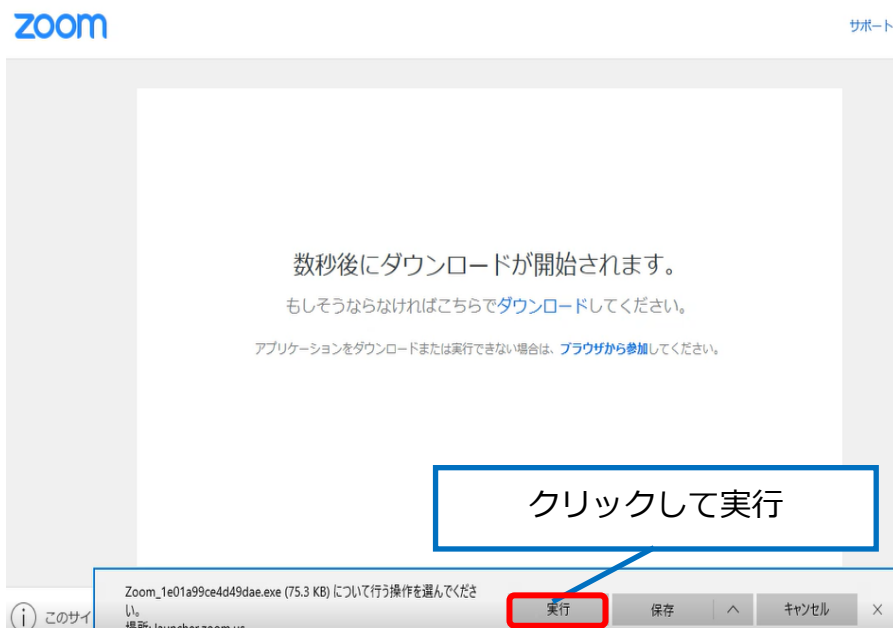 zoom
サポート
数秒後にダウンロードが開始されます。
もしそうならなければこちらでダウンロードしてください。
アプリケーションをダウンロードまたは実行できない場合は、ブラウザから参加してください。
クリックして実行
Zoom_1e01a99ce4d49dae.exe (75.3 KB) について行う操作を選んでくださ
い。
場所: launcher.zoom.us
実行
保存
キャンセル
このサイ